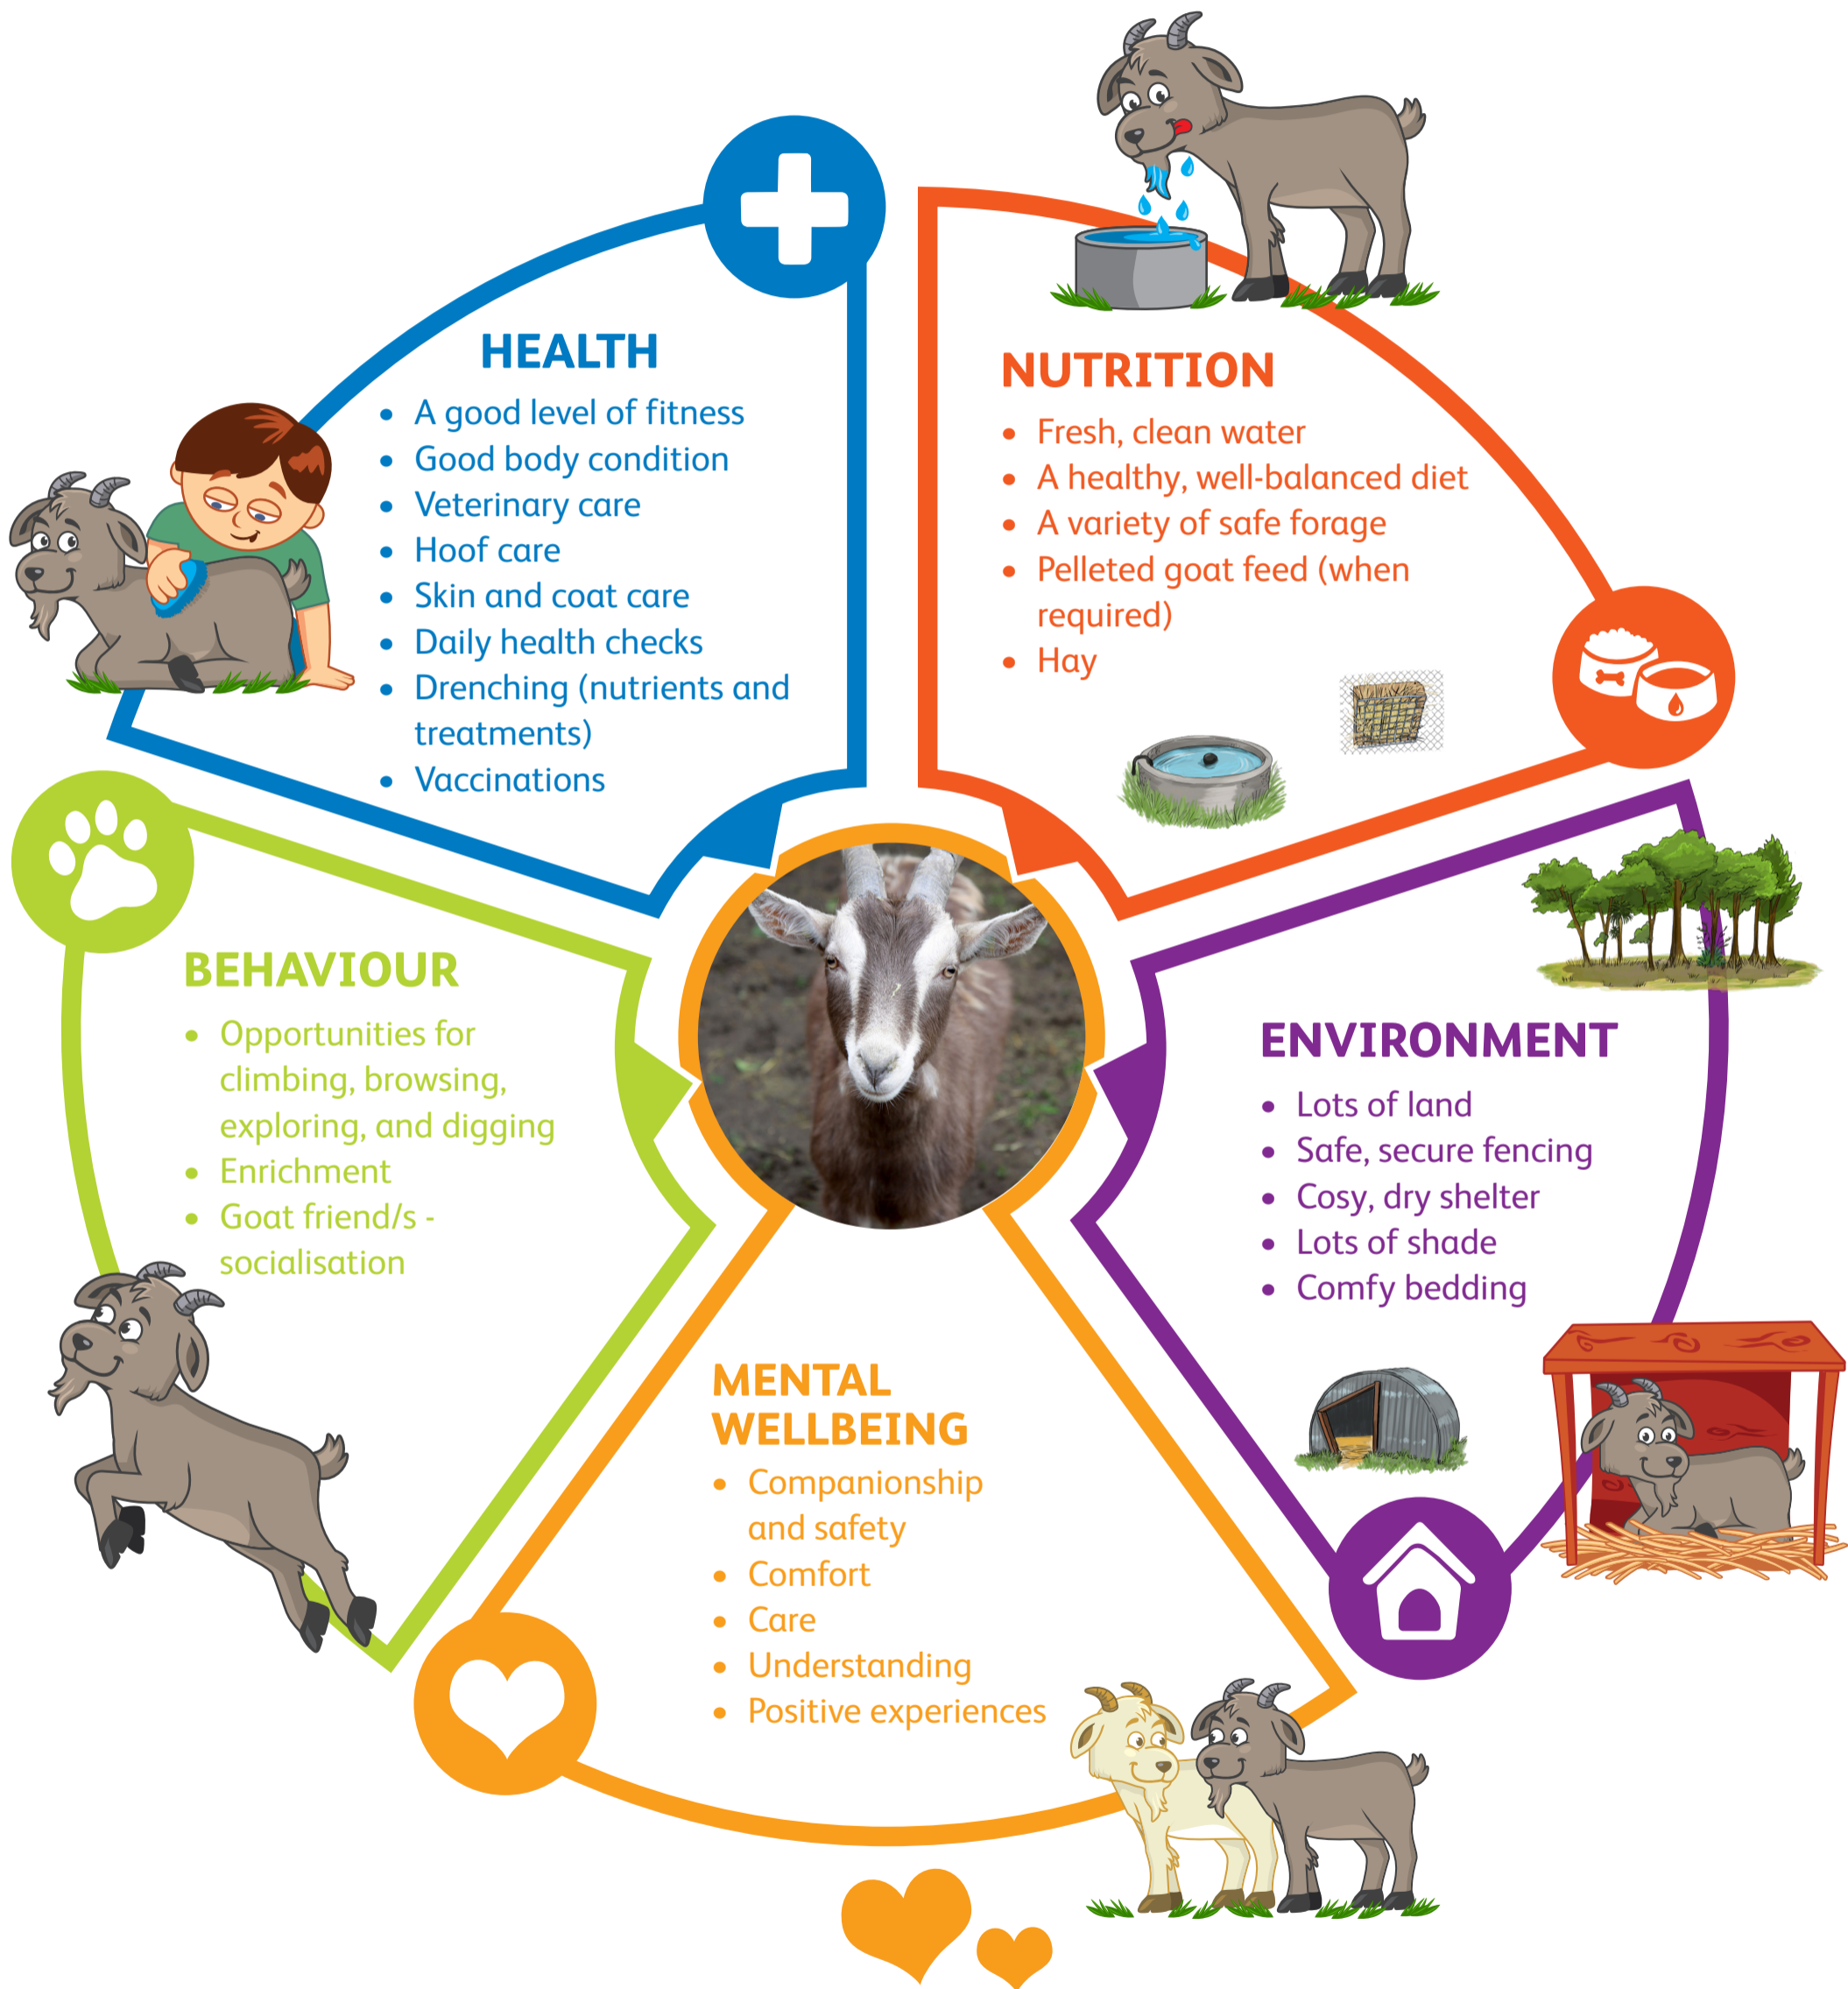 HEALTH
• A good level of fitness
• Good body condition
• Veterinary care
• Hoof care
• Skin and coat care
• Daily health checks
• Drenching (nutrients and
treatments)
• Vaccinations
NUTRITION
• Fresh, clean water
• A healthy, well-balanced diet
• A variety of safe forage
• Pelleted goat feed (when
required)
• Hay
BEHAVIOUR
• Opportunities for
climbing, browsing,
exploring, and digging
• Enrichment
• Goat friend/s -
socialisation
ENVIRONMENT
• Lots of land
• Safe, secure fencing
• Cosy, dry shelter
• Lots of shade
• Comfy bedding
MENTAL
WELLBEING
• Companionship
and safety
• Comfort
• Care
• Understanding
• Positive experiences